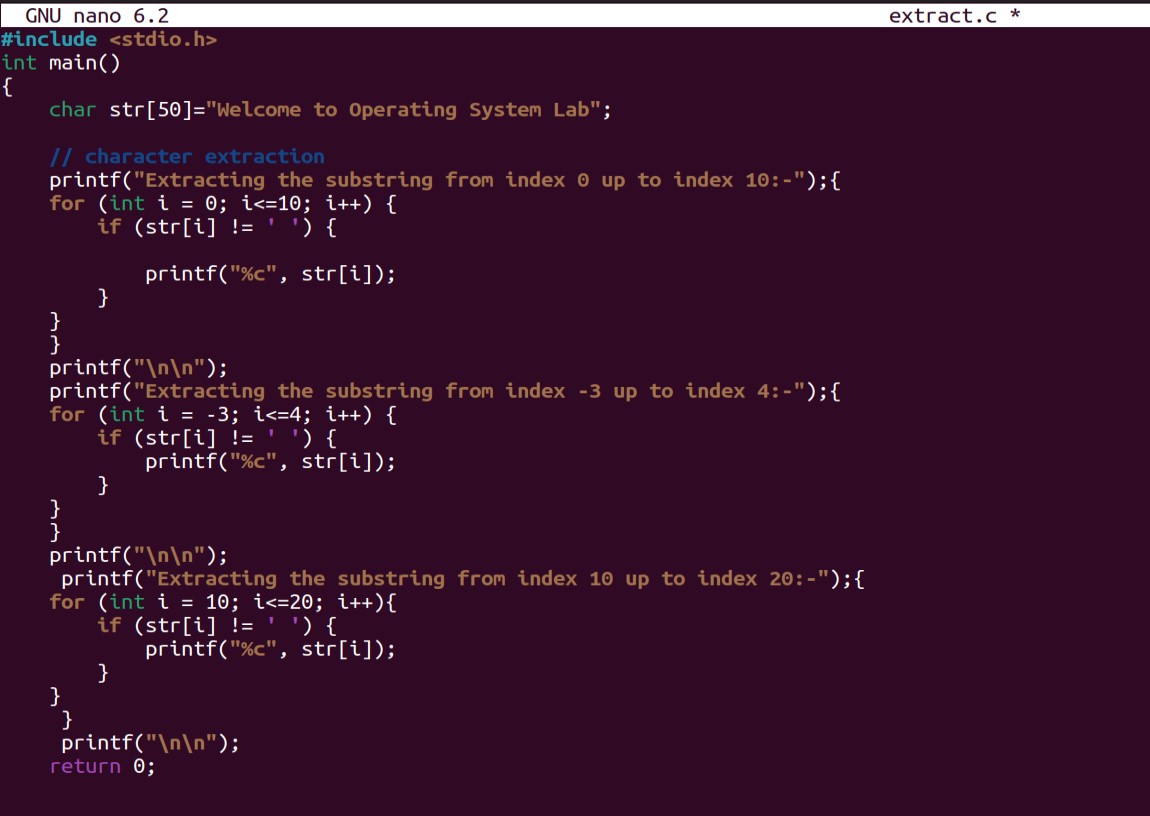 GNU nano 6.2 extract.c *
#include <stdio.h>
int main()
{
    char str[50]="Welcome to Operating System Lab";

    // character extraction
    printf("Extracting the substring from index 0 up to index 10:-");{
    for (int i = 0; i<=10; i++) {
        if (str[i] != ' ') {

            printf("%c", str[i]);
        }
    }
    }
    printf("\n\n");
    printf("Extracting the substring from index -3 up to index 4:-");{
    for (int i = -3; i<=4; i++) {
        if (str[i] != ' ') {
            printf("%c", str[i]);
        }
    }
    }
    printf("\n\n");
     printf("Extracting the substring from index 10 up to index 20:-");{
    for (int i = 10; i<=20; i++){
        if (str[i] != ' ') {
            printf("%c", str[i]);
        }
    }
     }
     printf("\n\n");
    return 0;